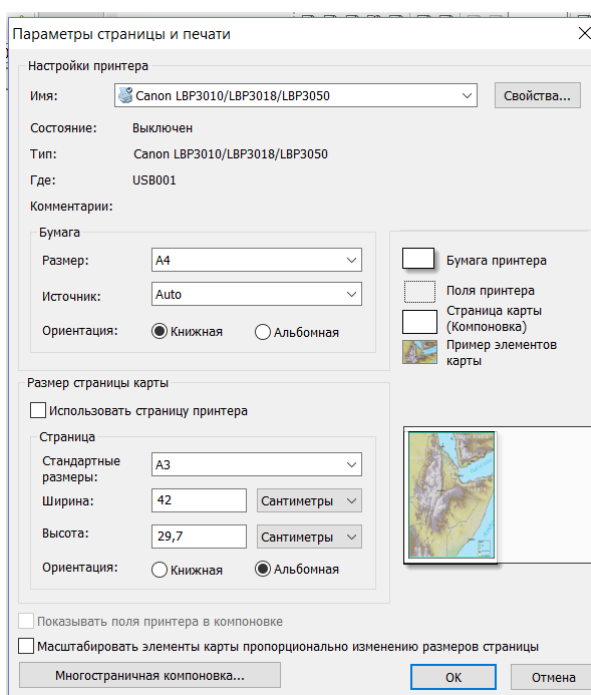 Параметры страницы и печати
Настройки принтера
Имя: Canon LBP3010/LBP3018/LBP3050 Свойства...
Состояние: Выключен
Тип: Canon LBP3010/LBP3018/LBP3050
Где: USB001
Комментарии:
Бумага
Размер: A4
Источник: Auto
Ориентация: Книжная Альбомная
Бумага принтера
Поля принтера
Страница карты
(Компоновка)
Пример элементов
карты
Размер страницы карты
Использовать страницу принтера
Страница
Стандартные
размеры: A3
Ширина: 42 Сантиметры
Высота: 29,7 Сантиметры
Ориентация: Книжная Альбомная
Показывать поля принтера в компоновке
Масштабировать элементы карты пропорционально изменению размеров страницы
Многостраничная компоновка... ОК Отмена